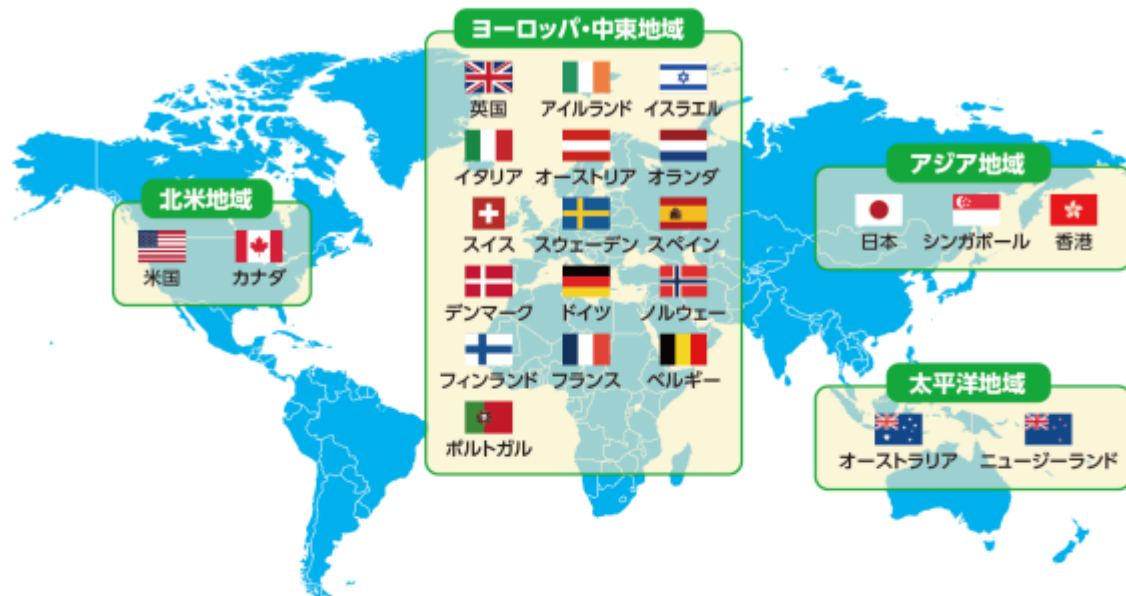 ヨーロッパ・中東地域
英国 アイルランド イスラエル
イタリア オーストリア オランダ
スイス スウェーデン スペイン
デンマーク ドイツ ノルウェー
フィンランド フランス ベルギー
ポルトガル
北米地域
米国 カナダ
アジア地域
日本 シンガポール 香港
太平洋地域
オーストラリア ニュージーランド